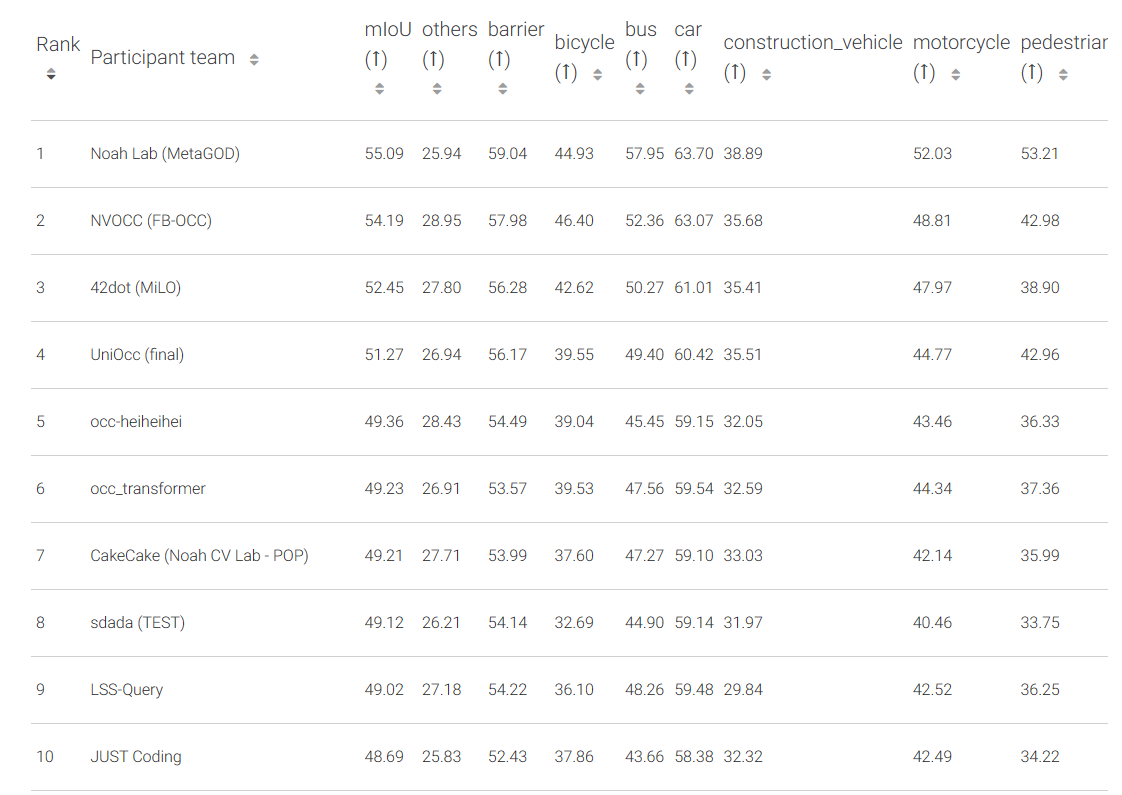 Rank Participant team mIoU (↑) others (↑) barrier (↑) bicycle (↑) bus (↑) car (↑) construction_vehicle (↑) motorcycle (↑) pedestrian (↑)
1 Noah Lab (MetaGOD) 55.09 25.94 59.04 44.93 57.95 63.70 38.89 52.03 53.21
2 NVOCC (FB-OCC) 54.19 28.95 57.98 46.40 52.36 63.07 35.68 48.81 42.98
3 42dot (MiLO) 52.45 27.80 56.28 42.62 50.27 61.01 35.41 47.97 38.90
4 UniOcc (final) 51.27 26.94 56.17 39.55 49.40 60.42 35.51 44.77 42.96
5 occ-heiheihei 49.36 28.43 54.49 39.04 45.45 59.15 32.05 43.46 36.33
6 occ_transformer 49.23 26.91 53.57 39.53 47.56 59.54 32.59 44.34 37.36
7 CakeCake (Noah CV Lab - POP) 49.21 27.71 53.99 37.60 47.27 59.10 33.03 42.14 35.99
8 sdada (TEST) 49.12 26.21 54.14 32.69 44.90 59.14 31.97 40.46 33.75
9 LSS-Query 49.02 27.18 54.22 36.10 48.26 59.48 29.84 42.52 36.25
10 JUST Coding 48.69 25.83 52.43 37.86 43.66 58.38 32.32 42.49 34.22